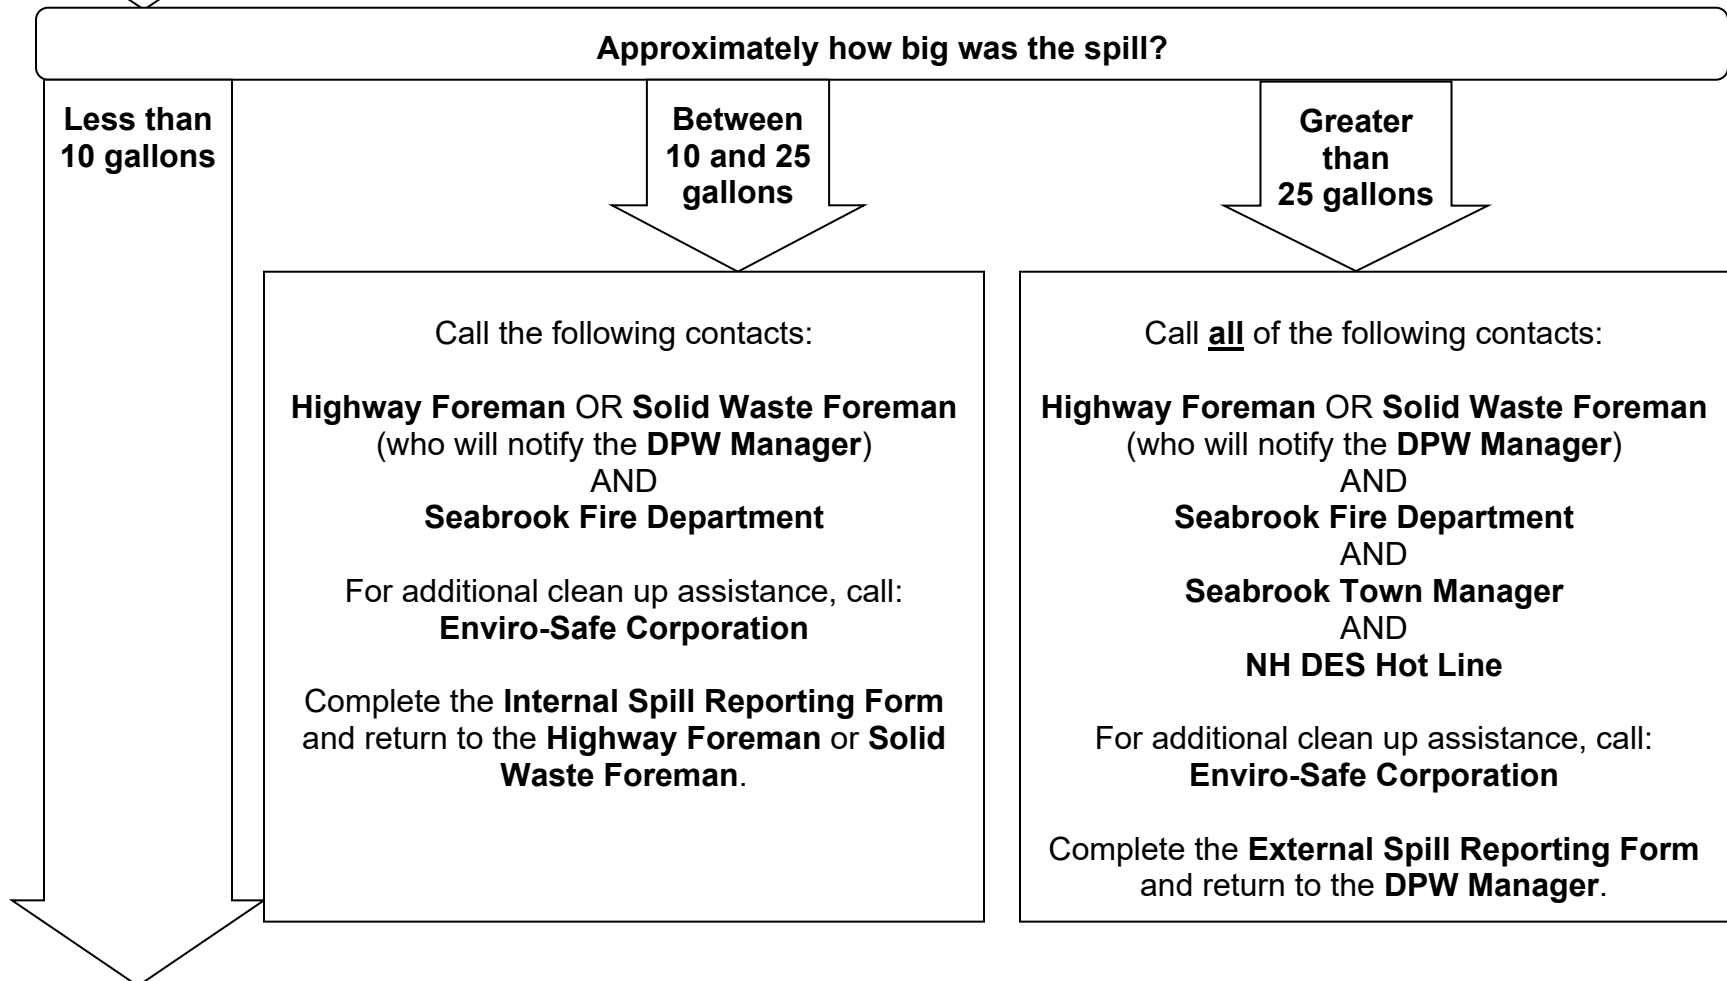 Approximately how big was the spill?
Less than
10 gallons
Between
10 and 25
gallons
Greater
than
25 gallons
Call the following contacts:
Highway Foreman OR Solid Waste Foreman
(who will notify the DPW Manager)
AND
Seabrook Fire Department
For additional clean up assistance, call:
Enviro-Safe Corporation
Complete the Internal Spill Reporting Form
and return to the Highway Foreman or Solid
Waste Foreman.
Call all of the following contacts:
Highway Foreman OR Solid Waste Foreman
(who will notify the DPW Manager)
AND
Seabrook Fire Department
AND
Seabrook Town Manager
AND
NH DES Hot Line
For additional clean up assistance, call:
Enviro-Safe Corporation
Complete the External Spill Reporting Form
and return to the DPW Manager.